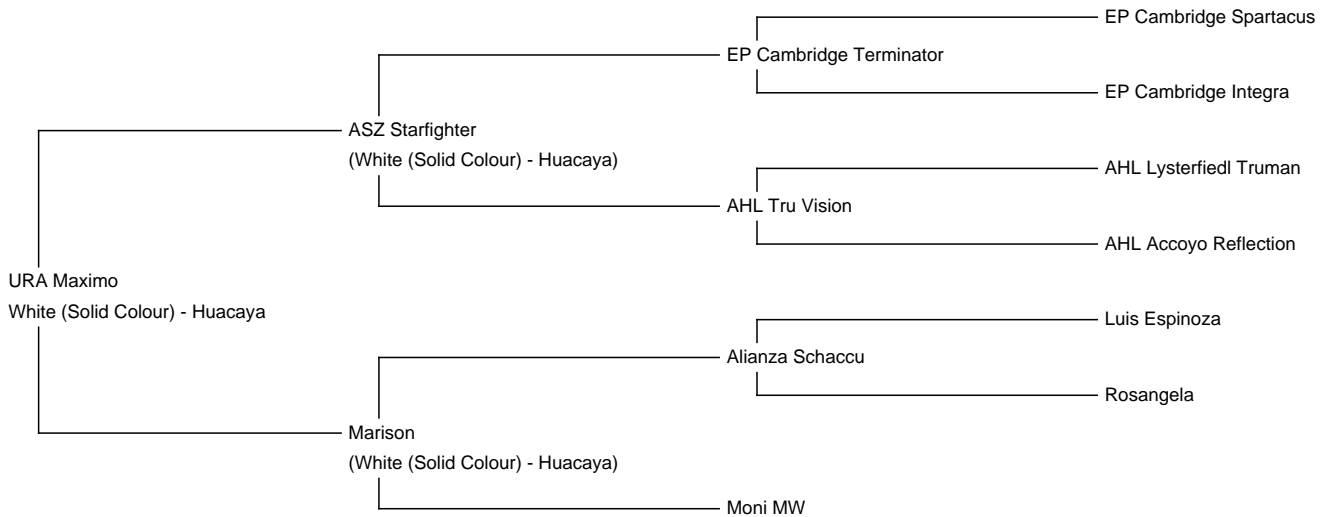 EP Cambridge Spartacus
EP Cambridge Terminator
EP Cambridge Integra
ASZ Starfighter
(White (Solid Colour) - Huacaya)
AHL Lysterfiedl Truman
AHL Tru Vision
AHL Accoyo Reflection
URA Maximo
White (Solid Colour) - Huacaya
Luis Espinoza
Alianza Schaccu
Rosangela
Marison
(White (Solid Colour) - Huacaya)
Moni MW